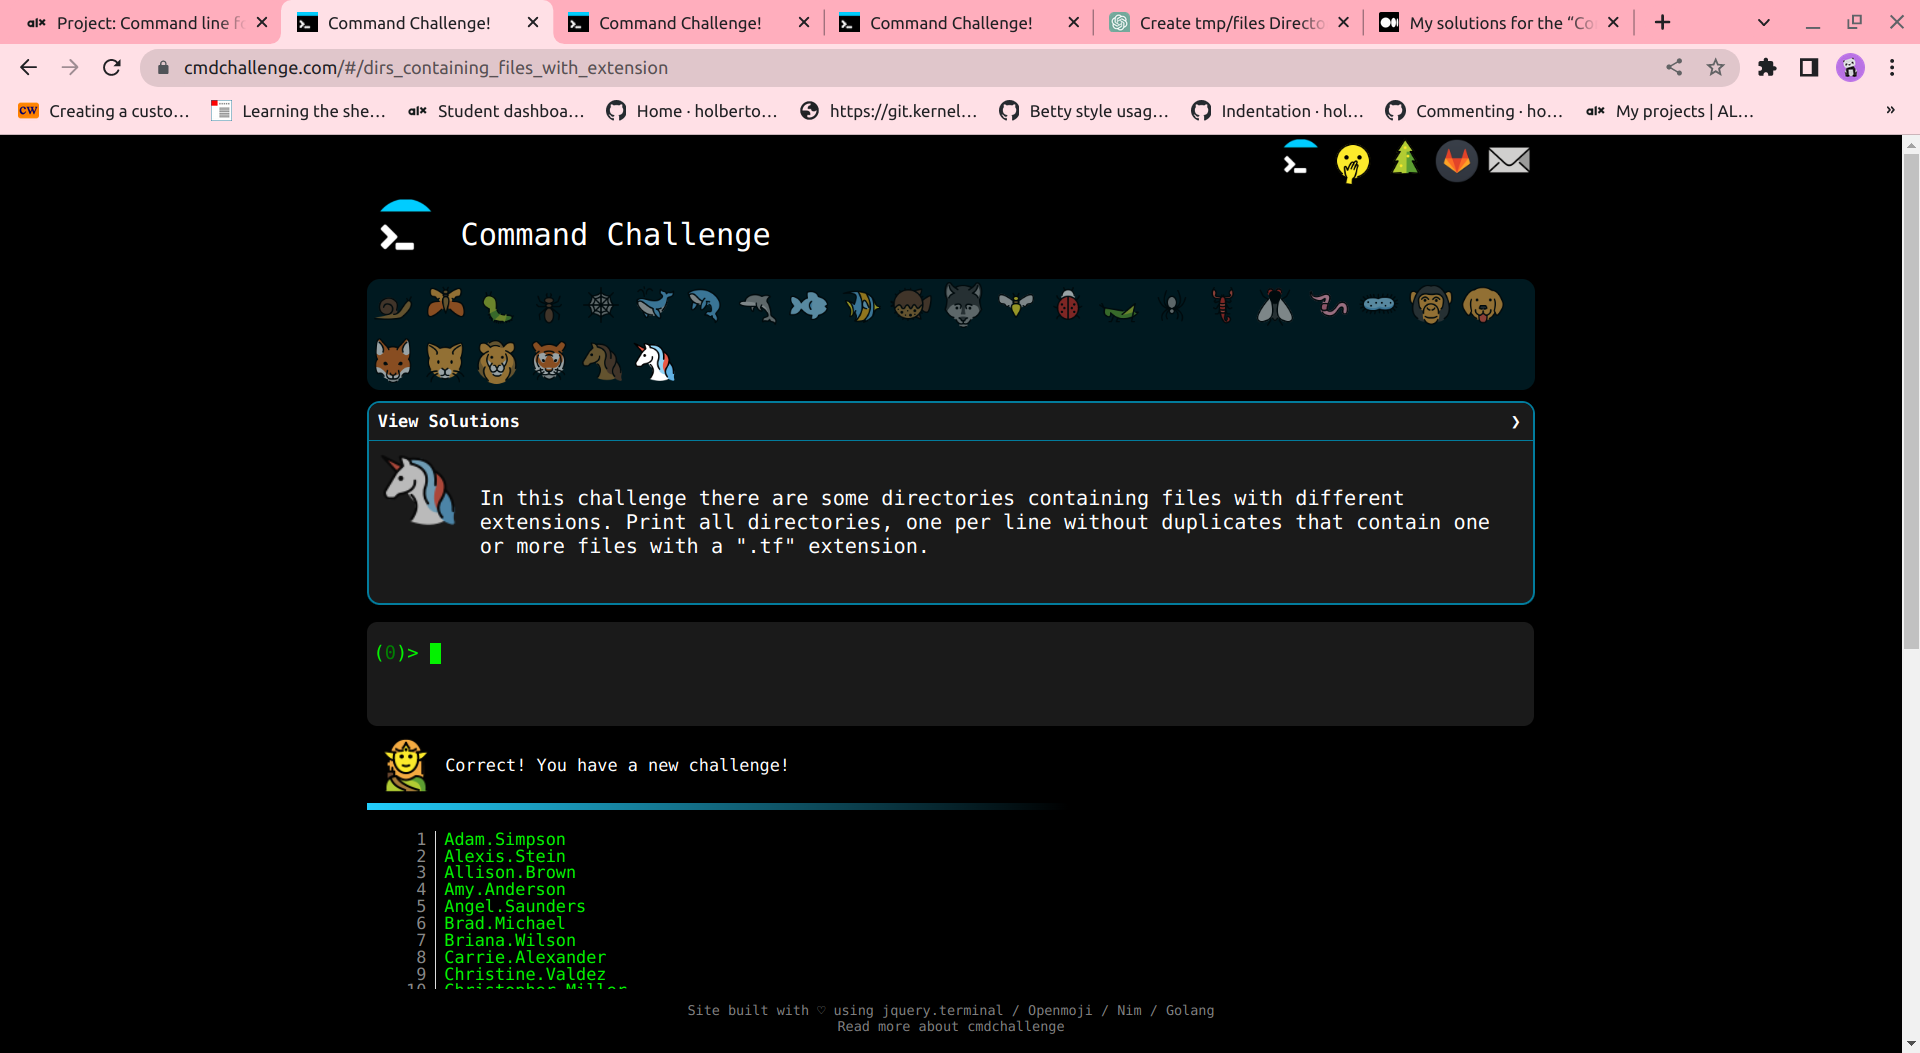 Project: Command line fo
Command Challenge!
Command Challenge!
Command Challenge!
Create tmp/files Directo
My solutions for the “Co
cmdchallenge.com/#/dirs_containing_files_with_extension
Creating a custo…
Learning the she…
Student dashboa…
Home · holberto…
https://git.kernel…
Betty style usag…
Indentation · hol…
Commenting · ho…
My projects | AL…
»
Command Challenge
View Solutions
In this challenge there are some directories containing files with different
extensions. Print all directories, one per line without duplicates that contain one
or more files with a ".tf" extension.
(0)>
Correct! You have a new challenge!
1 Adam.Simpson
2 Alexis.Stein
3 Allison.Brown
4 Amy.Anderson
5 Angel.Saunders
6 Brad.Michael
7 Briana.Wilson
8 Carrie.Alexander
9 Christine.Valdez
10 Christopher.Miller
Site built with ♡ using jquery.terminal / Openmoji / Nim / Golang
Read more about cmdchallenge